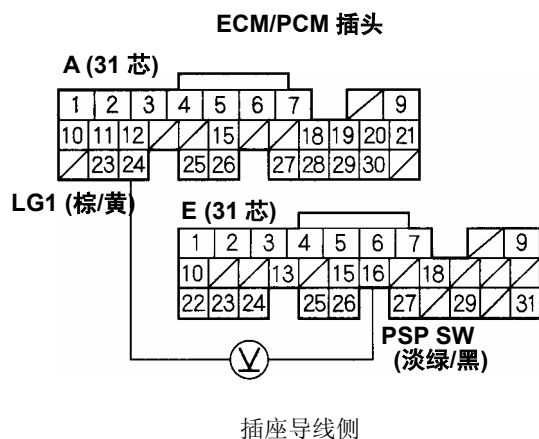 ECM/PCM 插头
A (31 芯)
1 2 3 4 5 6 7 9
10 11 12 15 18 19 20 21
23 24 25 26 27 28 29 30
LG1 (棕/黄)
E (31 芯)
1 2 3 4 5 6 7 9
10 13 15 16 18
22 23 24 25 26 27 29 31
PSP SW
(淡绿/黑)
V
插座导线侧